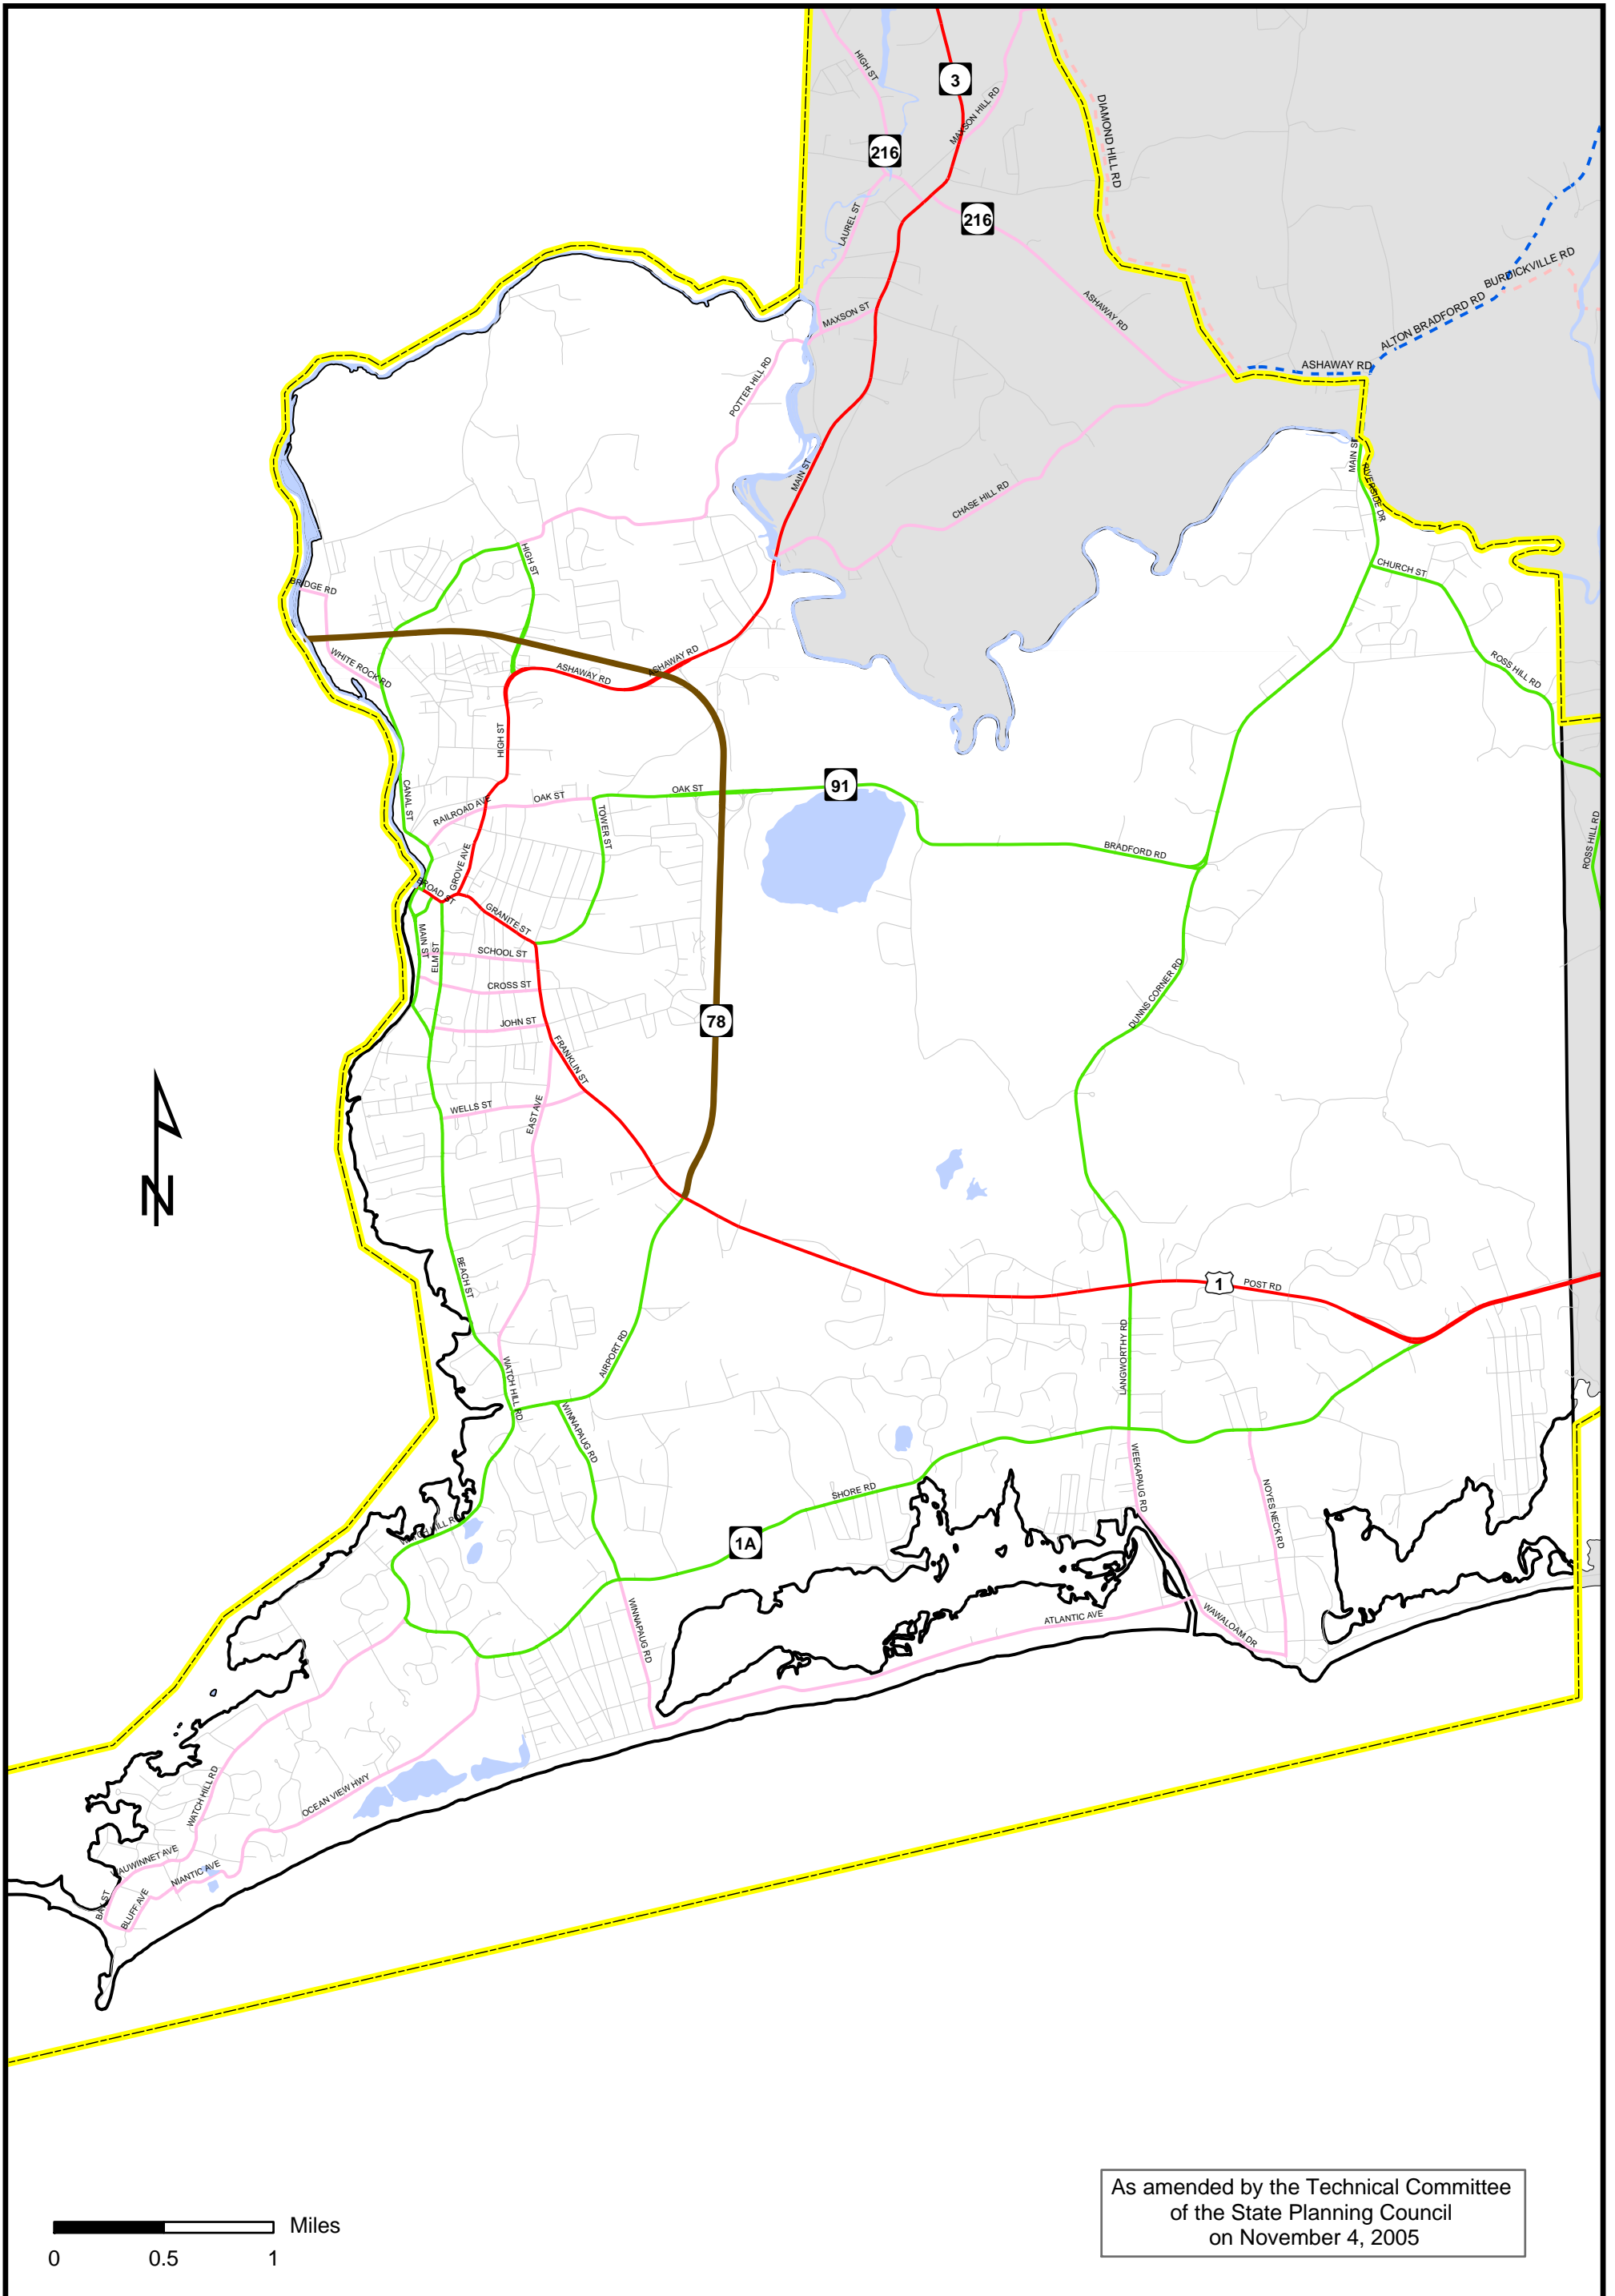 HIGH ST
3
MAXSON HILL RD
DIAMOND HILL RD
216
LAUREL ST
216
BURDICKVILLE RD
ASHAWAY RD
ALTON BRADFORD RD
MAXSON ST
ASHAWAY RD
POTTER HILL RD
MAIN ST
MAIN ST
RIVERSIDE DR
CHASE HILL RD
HIGH ST
CHURCH ST
BRIDGE RD
WHITE ROCK RD
ASHAWAY RD
ASHAWAY RD
ROSS HILL RD
HIGH ST
CANAL ST
RAILROAD AVE
OAK ST
OAK ST
91
TOWER ST
BRADFORD RD
ROSS HILL RD
GROVE AVE
BROAD ST
GRANITE ST
MAIN ST
ELM ST
SCHOOL ST
CROSS ST
DUNNS CORNER RD
JOHN ST
78
FRANKLIN ST
WELLS ST
EAST AVE
N
BEACH ST
1
POST RD
AIRPORT RD
LANGWORTHY RD
WATCH HILL RD
WINNAPAUG RD
WEEKAPAUG RD
NOYES NECK RD
SHORE RD
WATCH HILL RD
1A
WINNAPAUG RD
ATLANTIC AVE
WAWALOAM DR
WATCH HILL RD
OCEAN VIEW HWY
WAUWINNET AVE
NIANTIC AVE
BAY ST
BLUFF AVE
As amended by the Technical Committee
of the State Planning Council
on November 4, 2005
Miles
0 0.5 1